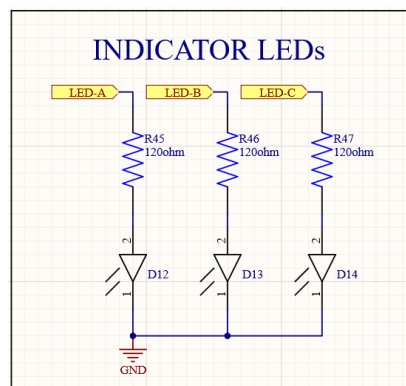 INDICATOR LEDs
LED-A LED-B LED-C
R45 R46 R47
120ohm 120ohm 120ohm
2 2 2
D12 D13 D14
1 1 1
GND